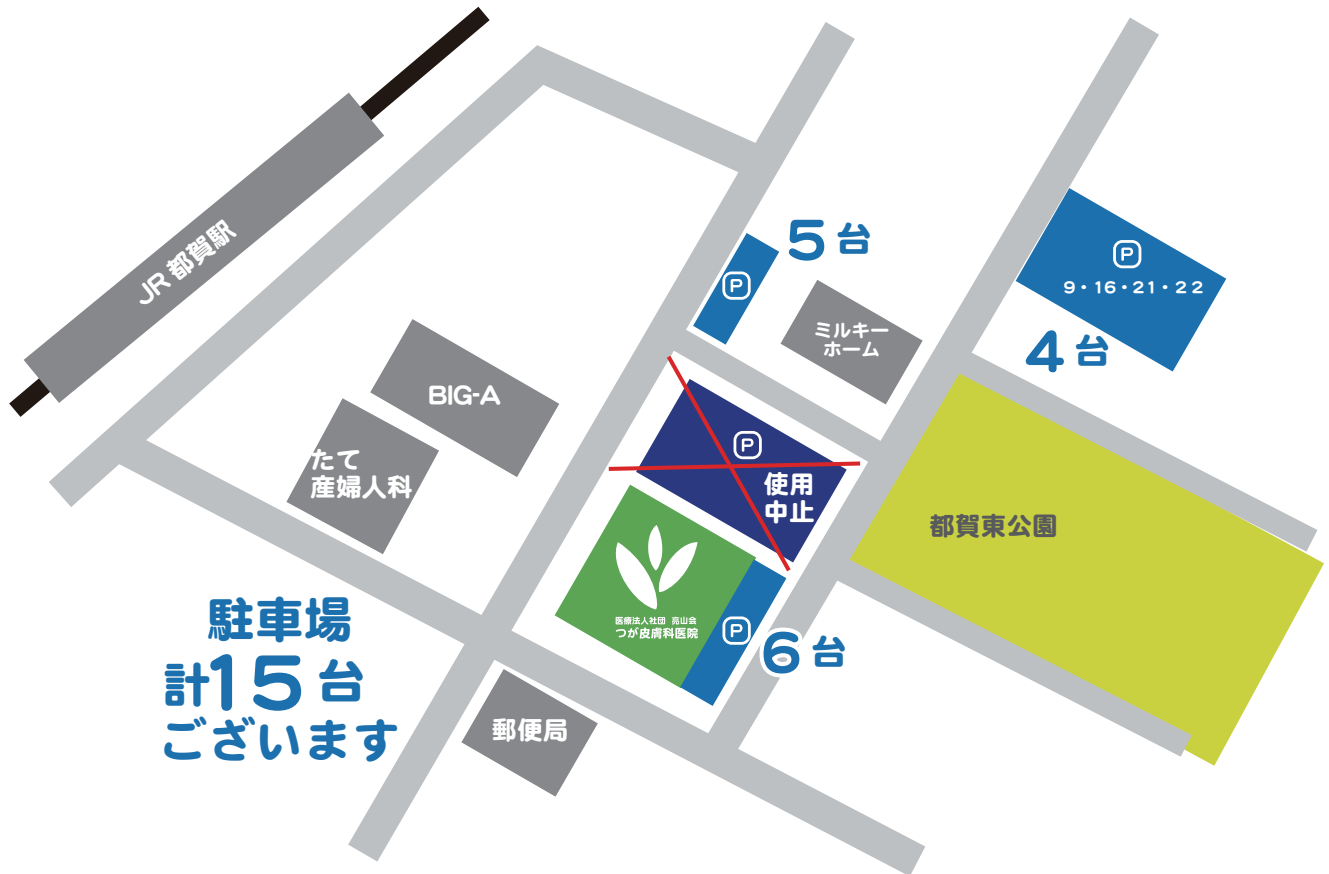 JR 都賀駅
5 台
P
P
9・16・21・22
4 台
ミルキー
ホーム
BIG-A
たて
産婦人科
P
使用
中止
都賀東公園
医療法人社団 亮山会
つが皮膚科医院
P
6 台
駐車場
計15台
ございます
郵便局